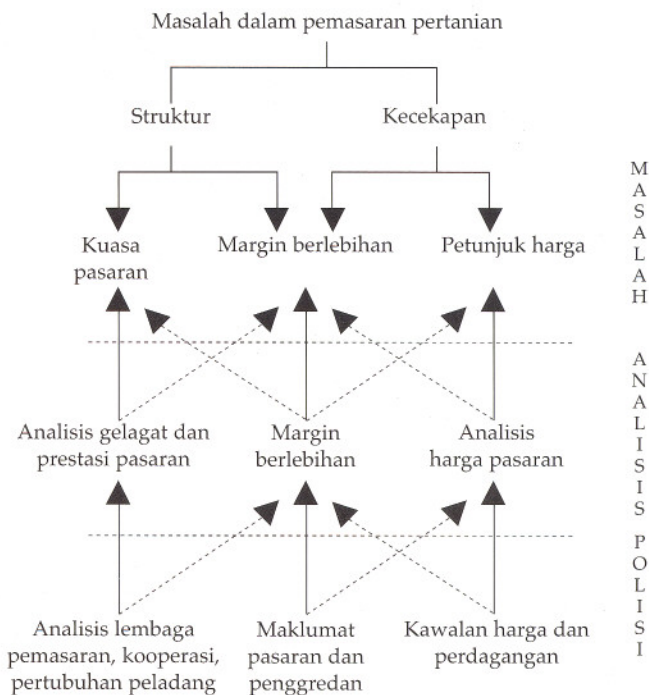 Masalah dalam pemasaran pertanian
Struktur
Kecekapan
Kuasa
pasaran
Margin berlebihan
Petunjuk harga
MASALAH
Analisis gelagat dan
prestasi pasaran
Margin
berlebihan
Analisis
harga pasaran
ANALISIS
Analisis lembaga
pemasaran, kooperasi,
pertubuhan peladang
Maklumat
pasaran dan
penggredan
Kawalan harga dan
perdagangan
POLISI